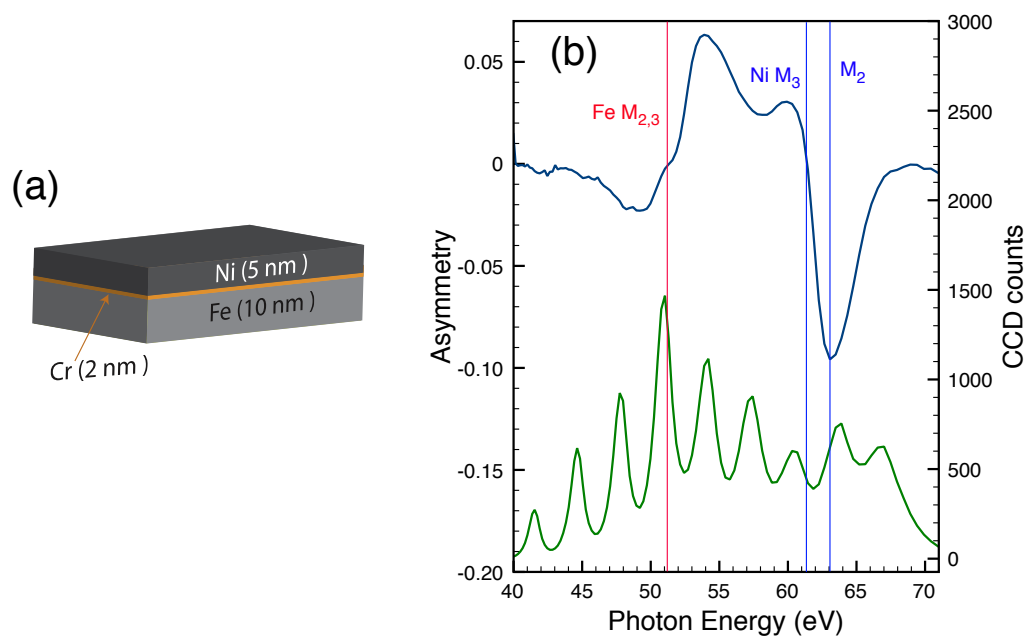 (a)
Ni (5 nm )
Fe (10 nm )
Cr (2 nm )
(b)
Fe M2,3
Ni M3
M2
Asymmetry
0.05
0
-0.05
-0.10
-0.15
-0.20
CCD counts
3000
2500
2000
1500
1000
500
0
40 45 50 55 60 65 70
Photon Energy (eV)